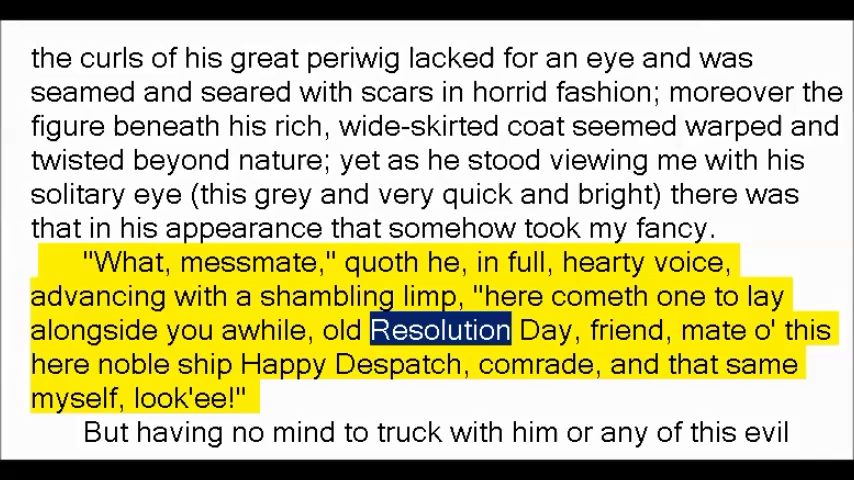 the curls of his great periwig lacked for an eye and was
seamed and seared with scars in horrid fashion; moreover the
figure beneath his rich, wide-skirted coat seemed warped and
twisted beyond nature; yet as he stood viewing me with his
solitary eye (this grey and very quick and bright) there was
that in his appearance that somehow took my fancy.
"What, messmate," quoth he, in full, hearty voice,
advancing with a shambling limp, "here cometh one to lay
alongside you awhile, old Resolution Day, friend, mate o' this
here noble ship Happy Despatch, comrade, and that same
myself, look'ee!"
But having no mind to truck with him or any of this evil